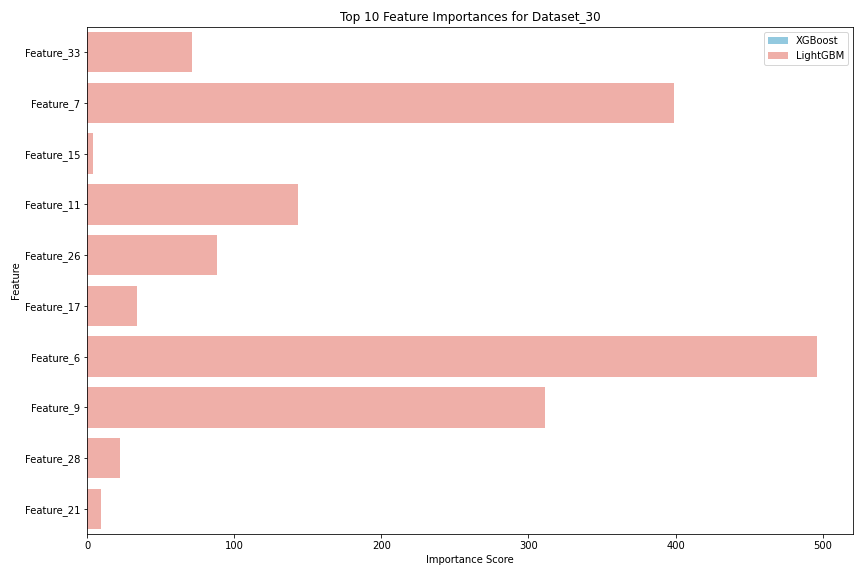 Top 10 Feature Importances for Dataset_30
XGBoost
LightGBM
Feature
Feature_33
Feature_7
Feature_15
Feature_11
Feature_26
Feature_17
Feature_6
Feature_9
Feature_28
Feature_21
0 100 200 300 400 500
Importance Score